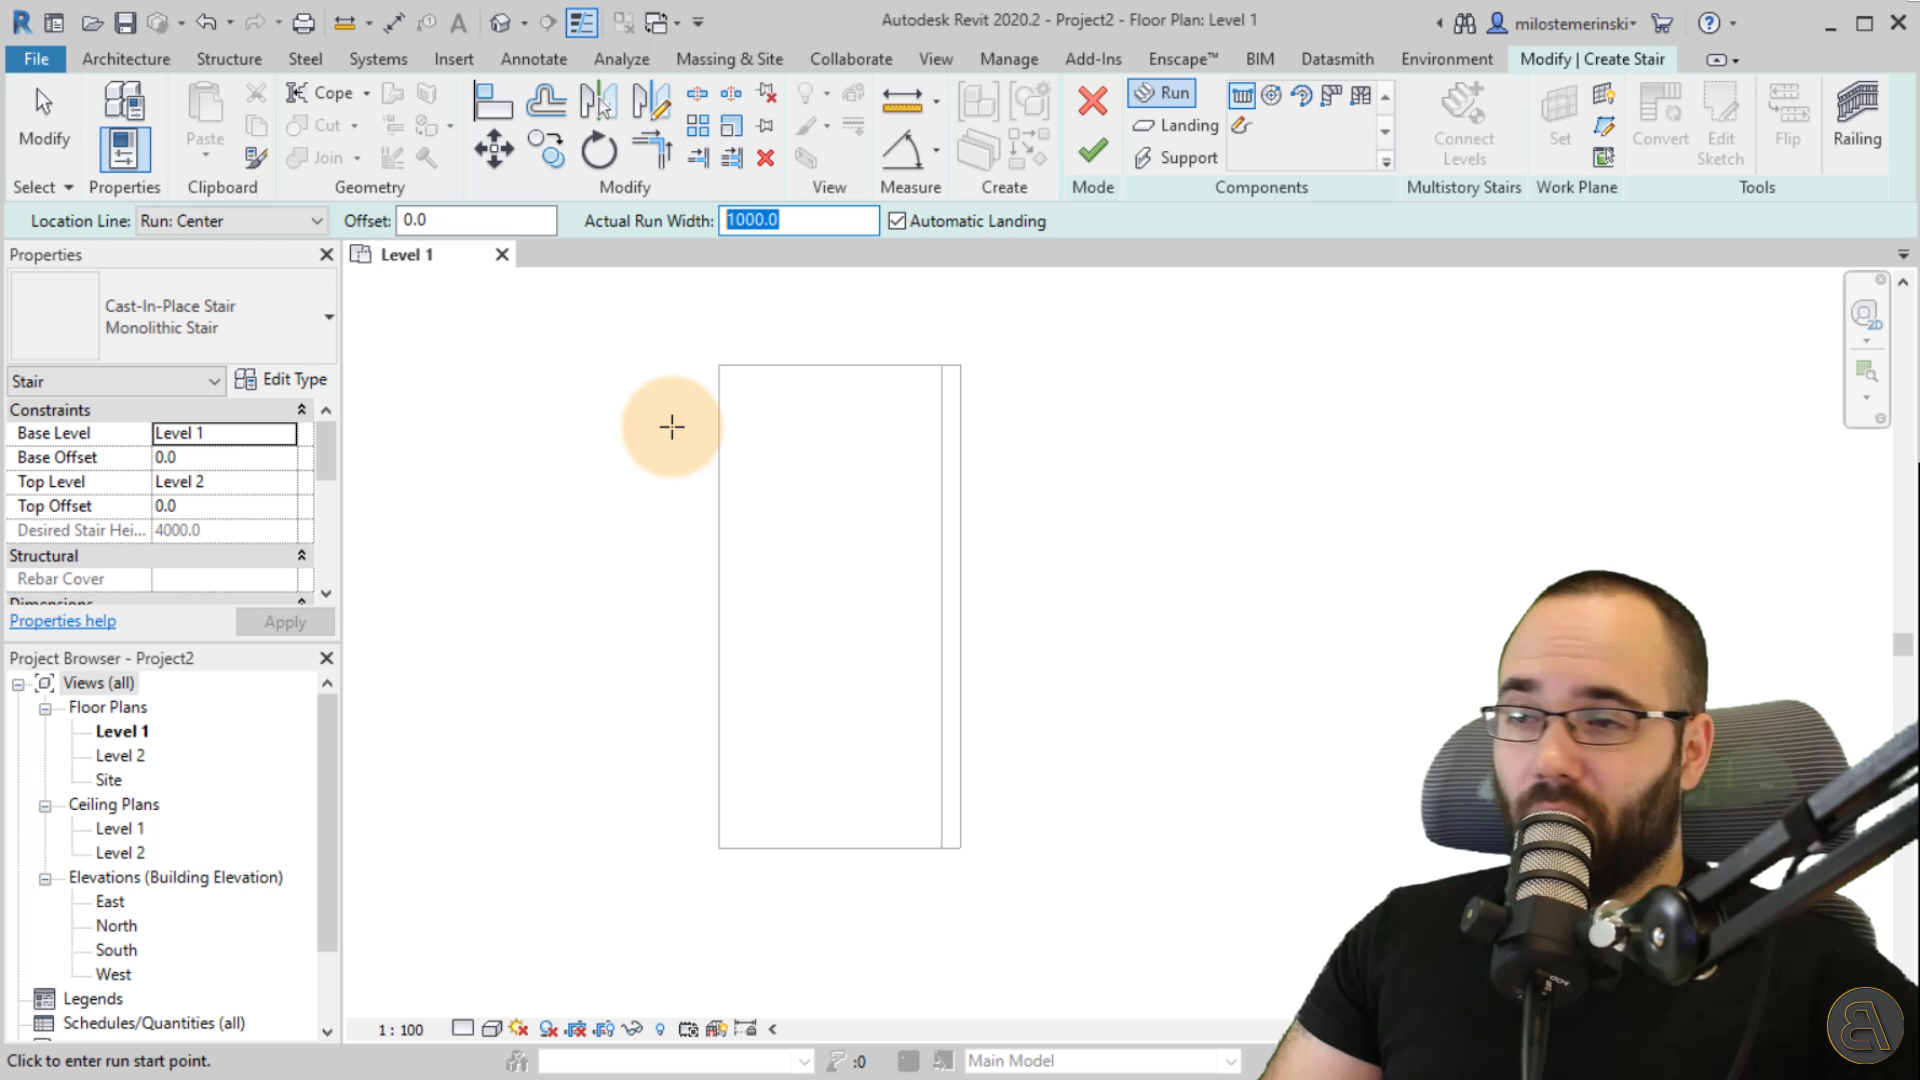 Autodesk Revit 2020.2 - Project2 - Floor Plan: Level 1
milostemerinski
File
Architecture
Structure
Steel
Systems
Insert
Annotate
Analyze
Massing & Site
Collaborate
View
Manage
Add-Ins
Enscape™
BIM
Datasmith
Environment
Modify | Create Stair
Modify
Paste
Cope
Cut
Join
Run
Landing
Support
Connect
Levels
Set
Convert
Edit
Sketch
Flip
Railing
Select
Properties
Clipboard
Geometry
Modify
View
Measure
Create
Mode
Components
Multistory Stairs
Work Plane
Tools
Location Line: Run: Center
Offset: 0.0
Actual Run Width: 1000.0
Automatic Landing
Properties
Level 1
Cast-In-Place Stair
Monolithic Stair
Stair
Edit Type
Constraints
Base Level Level 1
Base Offset 0.0
Top Level Level 2
Top Offset 0.0
Desired Stair Hei... 4000.0
Structural
Rebar Cover
Dimensions
Properties help
Apply
Project Browser - Project2
Views (all)
Floor Plans
Level 1
Level 2
Site
Ceiling Plans
Level 1
Level 2
Elevations (Building Elevation)
East
North
South
West
Legends
Schedules/Quantities (all)
1 : 100
Click to enter run start point.
:0
Main Model
2D